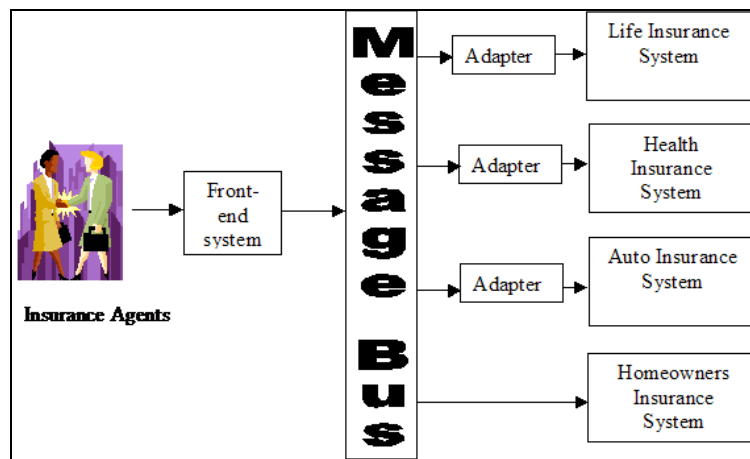 Insurance Agents
Front-
end
system
Message Bus
Adapter
Life Insurance
System
Adapter
Health
Insurance
System
Adapter
Auto Insurance
System
Homeowners
Insurance
System